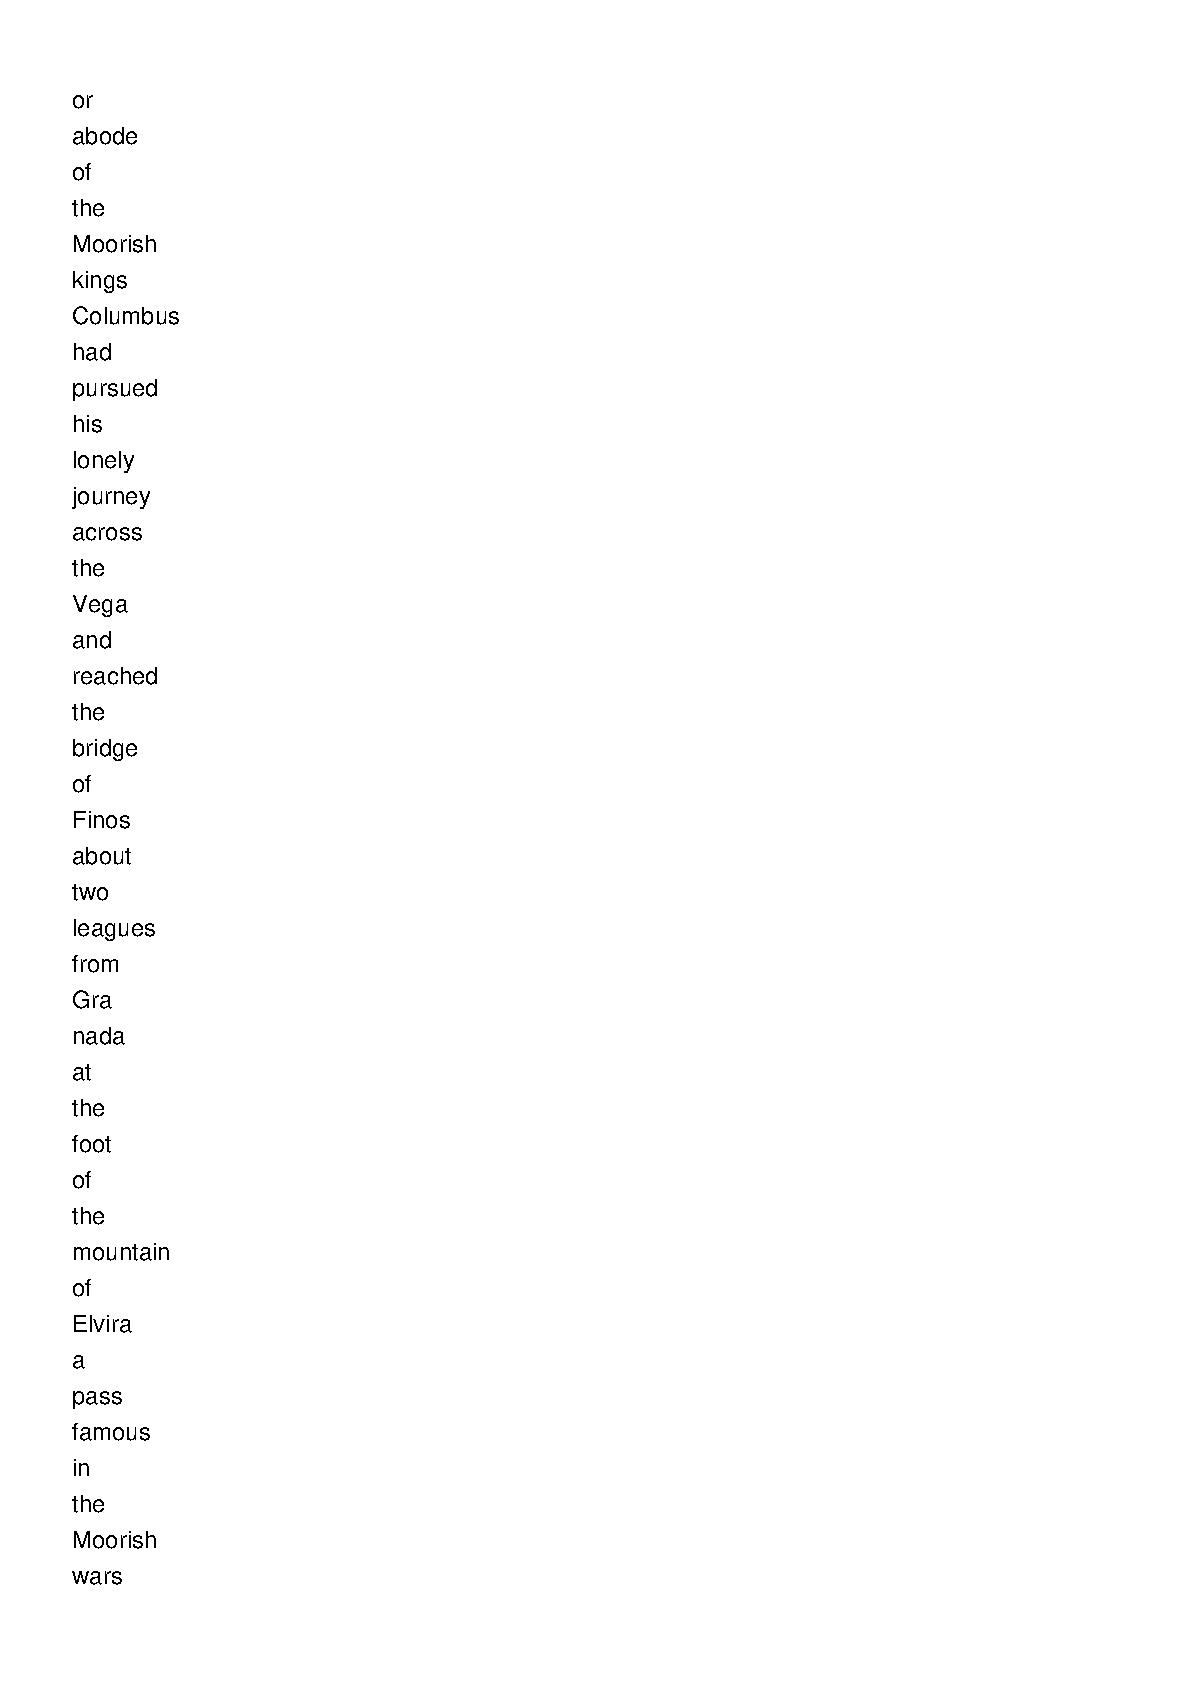 or
abode
of
the
Moorish
kings
Columbus
had
pursued
his
lonely
journey
across
the
Vega
and
reached
the
bridge
of
Finos
about
two
leagues
from
Gra
nada
at
the
foot
of
the
mountain
of
Elvira
a
pass
famous
in
the
Moorish
wars